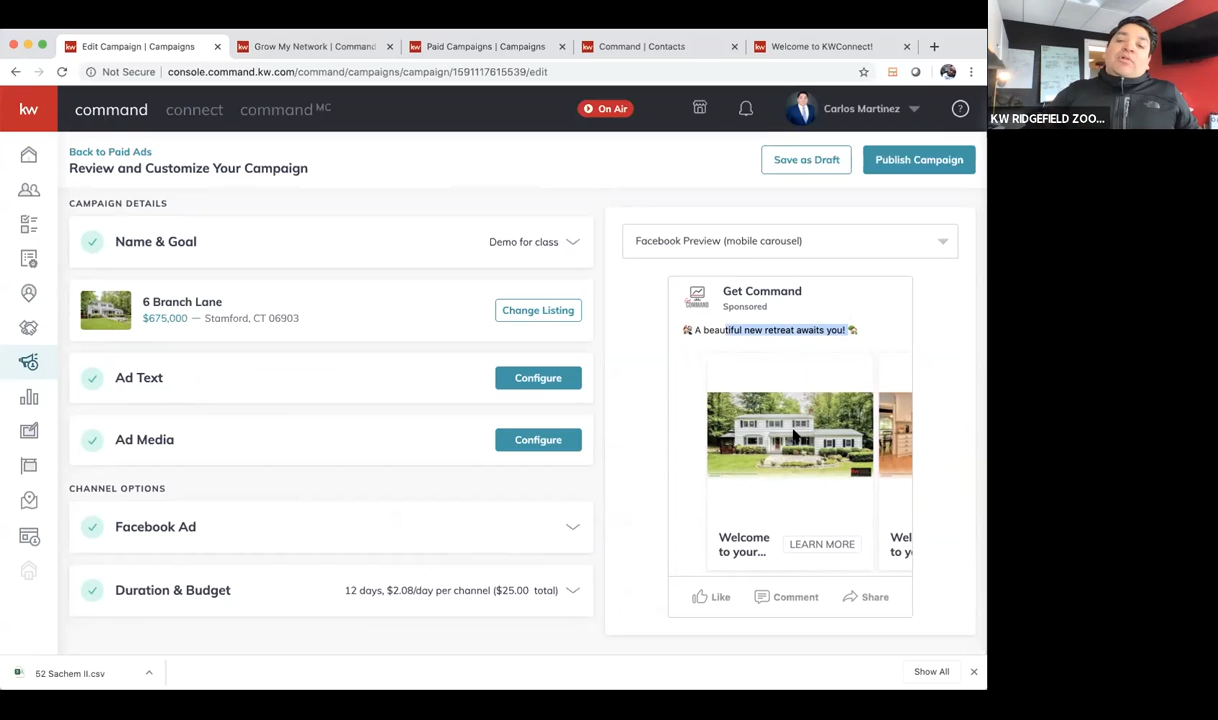 Edit Campaign | Campaigns
Grow My Network | Command
Paid Campaigns | Campaigns
Command | Contacts
Welcome to KWConnect!
Not Secure
console.command.kw.com/command/campaigns/campaign/1591117615539/edit
kw
command
connect
command MC
On Air
Carlos Martinez
KW RIDGEFIELD ZOO...
Back to Paid Ads
Review and Customize Your Campaign
Save as Draft
Publish Campaign
CAMPAIGN DETAILS
Name & Goal
Demo for class
6 Branch Lane
$675,000 — Stamford, CT 06903
Change Listing
Ad Text
Configure
Ad Media
Configure
CHANNEL OPTIONS
Facebook Ad
Duration & Budget
12 days, $2.08/day per channel ($25.00 total)
Facebook Preview (mobile carousel)
Get Command
Sponsored
A beautiful new retreat awaits you!
Welcome
to your...
LEARN MORE
Wel
to y
Like
Comment
Share
52 Sachem II.csv
Show All